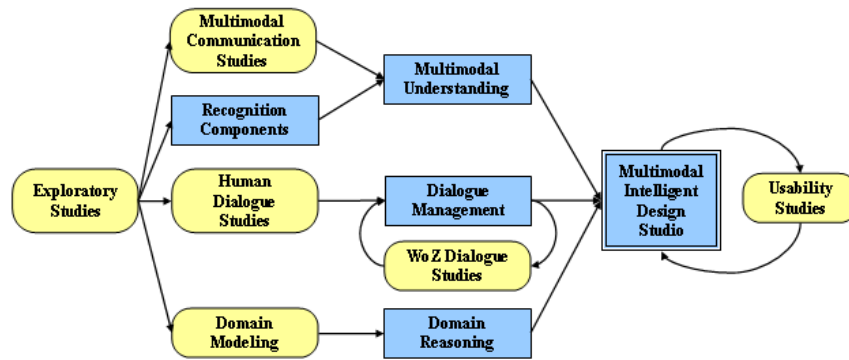 Multimodal
Communication
Studies
Recognition
Components
Multimodal
Understanding
Exploratory
Studies
Human
Dialogue
Studies
Dialogue
Management
WoZ Dialogue
Studies
Multimodal
Intelligent
Design
Studio
Usability
Studies
Domain
Modeling
Domain
Reasoning